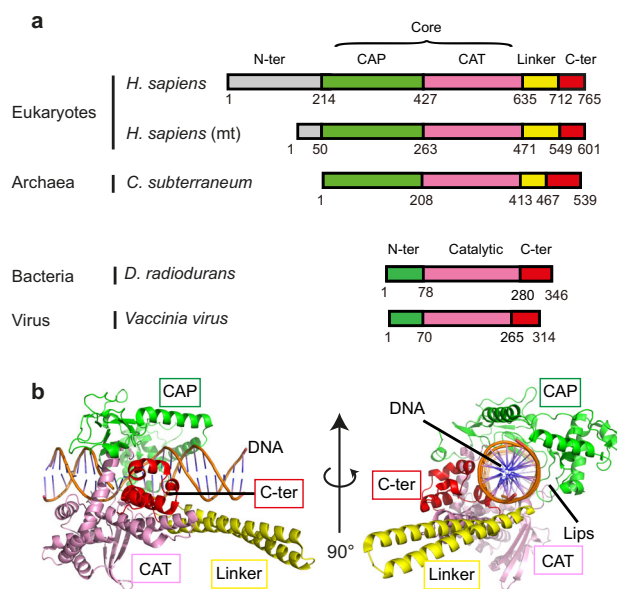 a
Core
N-ter CAP CAT Linker C-ter
H. sapiens
1 214 427 635 712 765
Eukaryotes
H. sapiens (mt)
1 50 263 471 549 601
Archaea C. subterraneum
1 208 413 467 539
N-ter Catalytic C-ter
Bacteria D. radiodurans
1 78 280 346
Virus Vaccinia virus
1 70 265 314
b
CAP
DNA
C-ter
CAT
Linker
90°
CAP
DNA
C-ter
Lips
Linker
CAT